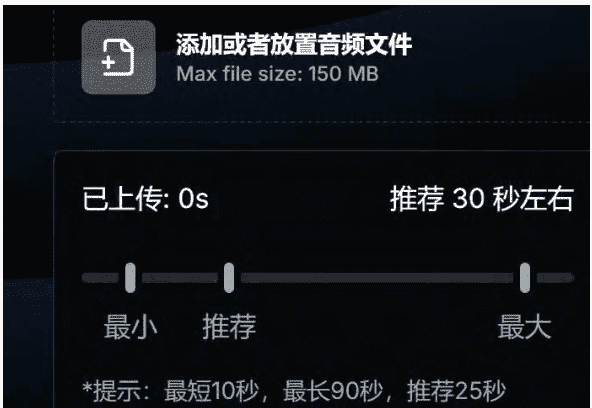 添加或者放置音频文件
Max file size: 150 MB
已上传: 0s 推荐 30 秒左右
最小 推荐 最大
*提示：最短10秒，最长90秒，推荐25秒